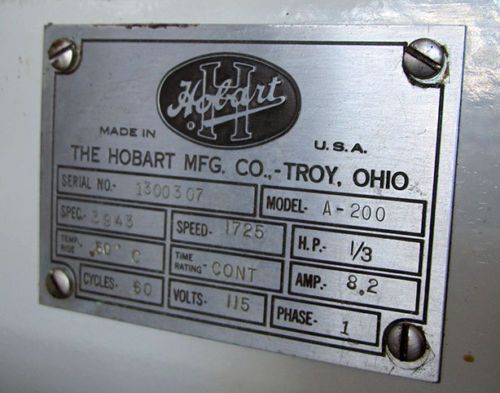 Hobart
®
MADE IN U.S.A.
THE HOBART MFG. CO.,-TROY, OHIO
SERIAL NO.- 1300307 MODEL- A-200
SPEC.- 3943 SPEED- 1725 H.P.- 1/3
TEMP. RISE 60° C TIME RATING- CONT AMP.- 8.2
CYCLES- 60 VOLTS- 115 PHASE- 1